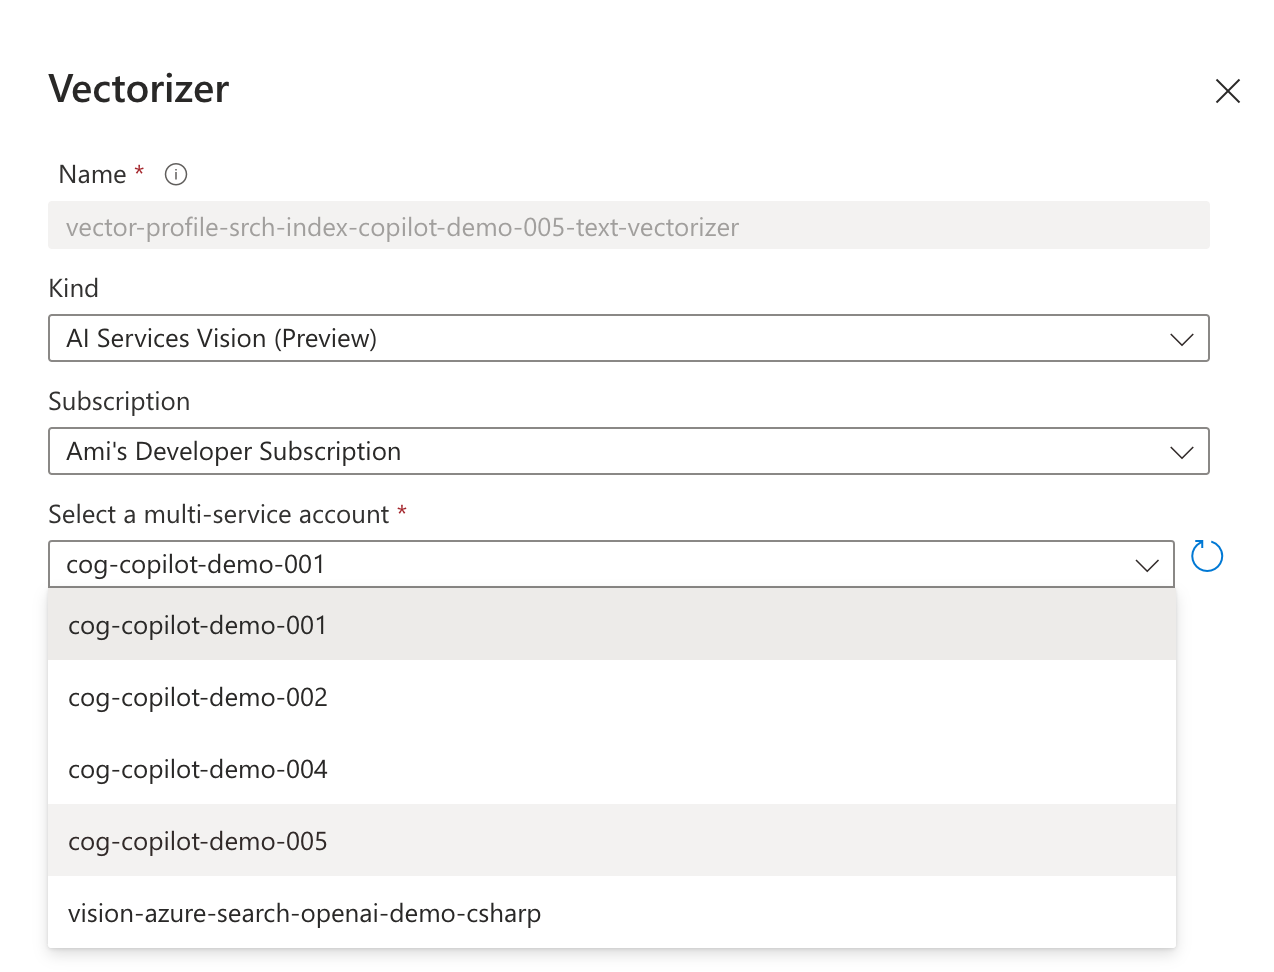 Vectorizer
Name *
vector-profile-srch-index-copilot-demo-005-text-vectorizer
Kind
AI Services Vision (Preview)
Subscription
Ami's Developer Subscription
Select a multi-service account *
cog-copilot-demo-001
cog-copilot-demo-001
cog-copilot-demo-002
cog-copilot-demo-004
cog-copilot-demo-005
vision-azure-search-openai-demo-csharp